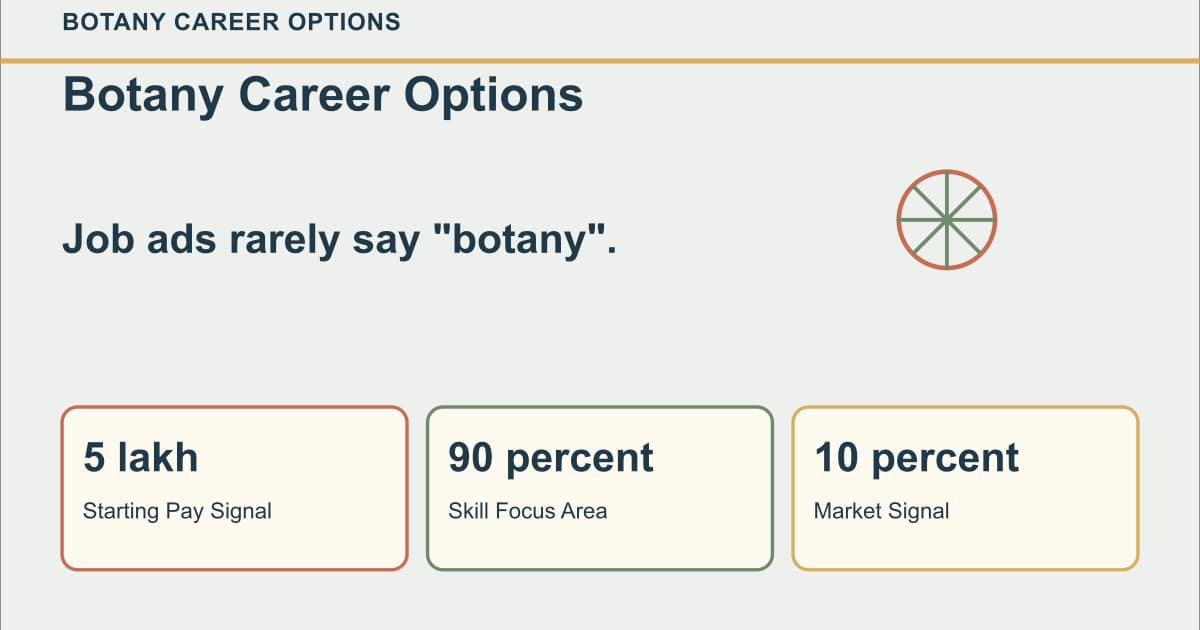 BOTANY CAREER OPTIONS
Botany Career Options
Job ads rarely say "botany".
5 lakh
Starting Pay Signal
90 percent
Skill Focus Area
10 percent
Market Signal